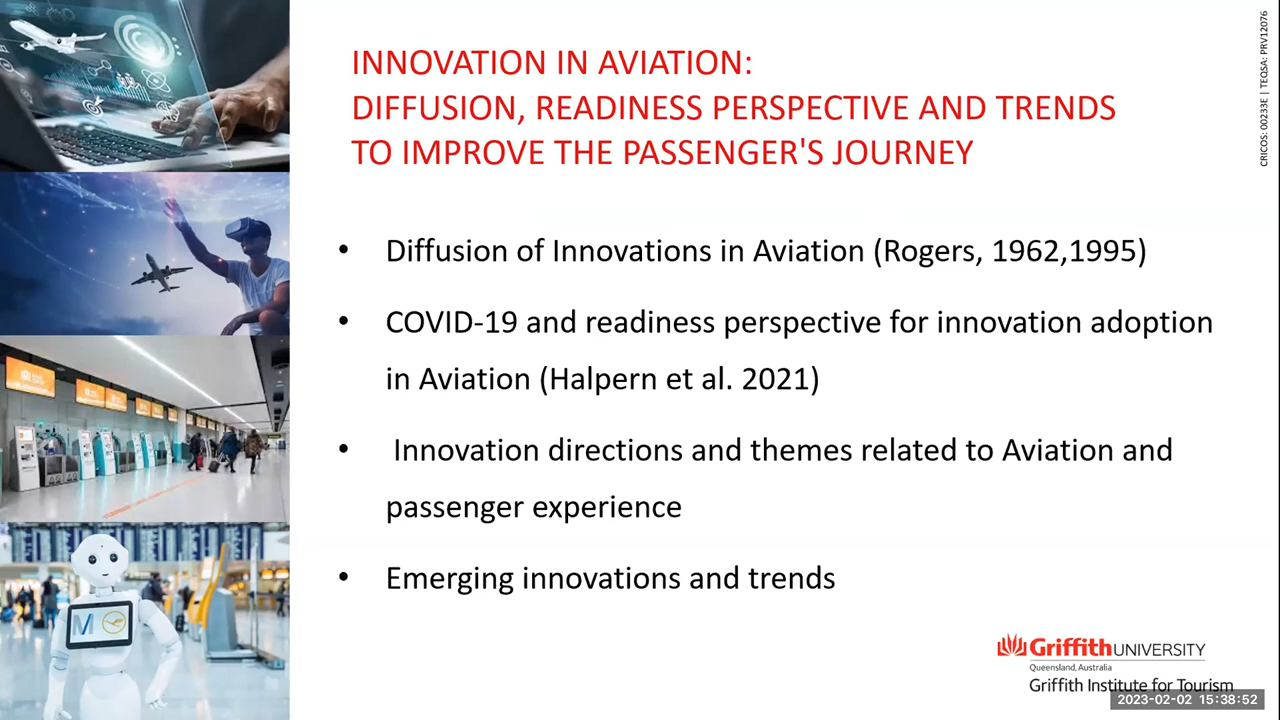 INNOVATION IN AVIATION:
DIFFUSION, READINESS PERSPECTIVE AND TRENDS
TO IMPROVE THE PASSENGER'S JOURNEY
• Diffusion of Innovations in Aviation (Rogers, 1962,1995)
• COVID-19 and readiness perspective for innovation adoption
in Aviation (Halpern et al. 2021)
• Innovation directions and themes related to Aviation and
passenger experience
• Emerging innovations and trends
CRICOS: 00233E | TEQSA: PRV12076
Griffith UNIVERSITY
Queensland, Australia
Griffith Institute for Tourism
2023-02-02 15:38:52